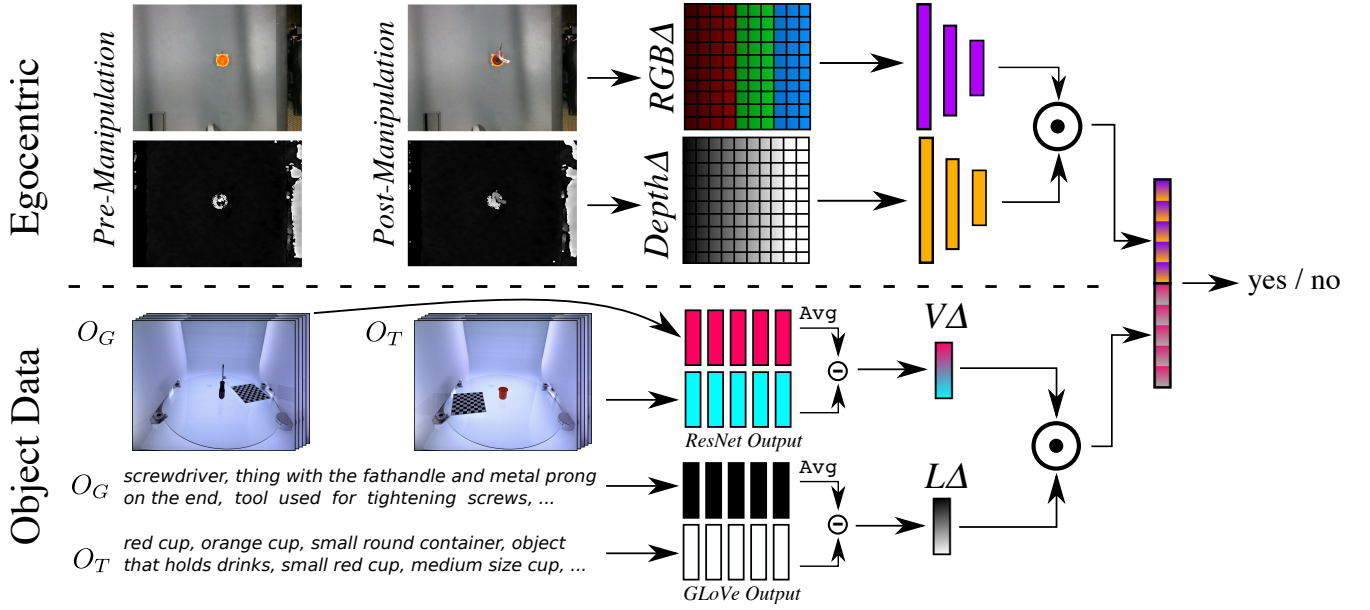 Egocentric
Pre-Manipulation
Post-Manipulation
RGBΔ
DepthΔ
yes / no
Object Data
O_G
O_T
Avg
ResNet Output
VΔ
O_G
screwdriver, thing with the fathandle and metal prong
on the end, tool used for tightening screws, ...
O_T
red cup, orange cup, small round container, object
that holds drinks, small red cup, medium size cup, ...
Avg
GLoVe Output
LΔ